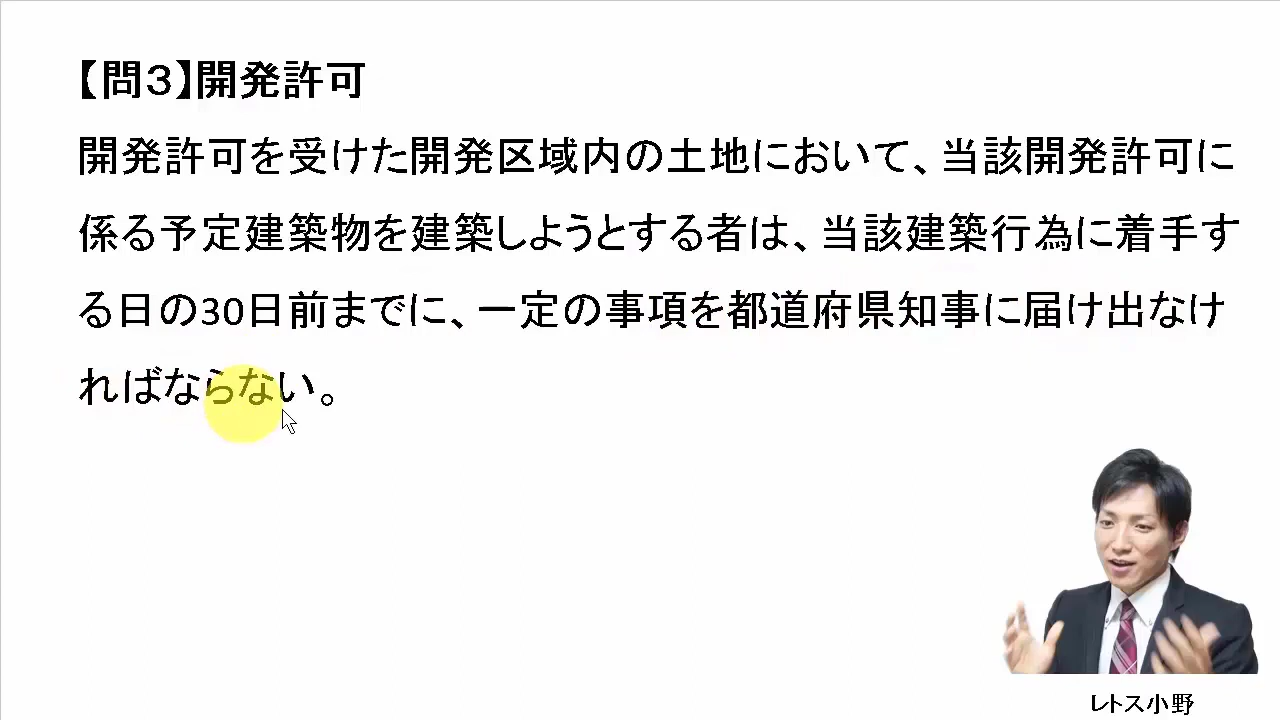 【問３】開発許可
開発許可を受けた開発区域内の土地において、当該開発許可に
係る予定建築物を建築しようとする者は、当該建築行為に着手す
る日の30日前までに、一定の事項を都道府県知事に届け出なけ
ればならない。
レトス小野